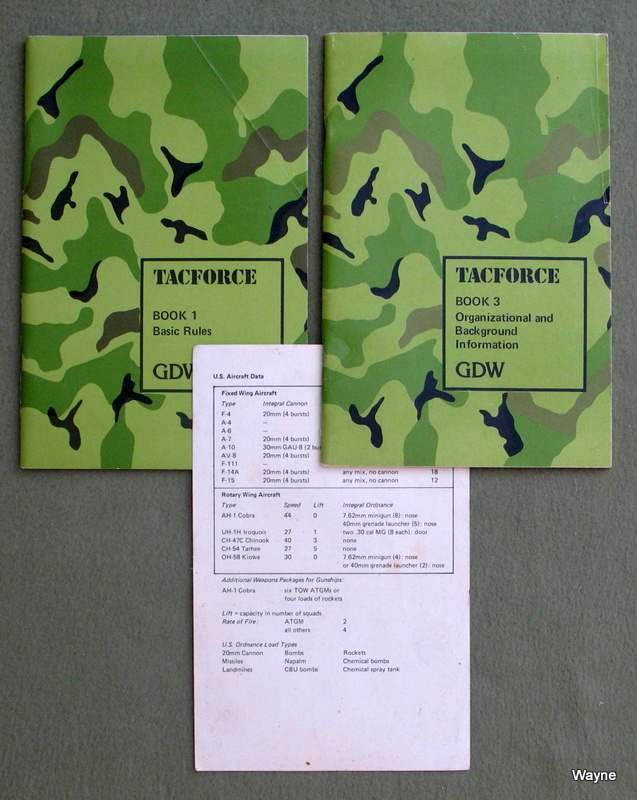 TACFORCE
BOOK 1
Basic Rules
GDW
TACFORCE
BOOK 3
Organizational and
Background
Information
GDW
U.S. Aircraft Data
Fixed Wing Aircraft
Type Integral Cannon
F-4 20mm (4 bursts)
A-4 —
A-6 —
A-7 20mm (4 bursts)
A-10 30mm GAU-8 (2 bu
AV-8 20mm (4 bursts)
F-111 —
F-14A 20mm (4 bursts) any mix, no cannon 18
F-15 20mm (4 bursts) any mix, no cannon 12
Rotary Wing Aircraft
Type Speed Lift Integral Ordnance
AH-1 Cobra 44 0 7.62mm minigun (8): nose
40mm grenade launcher (5): nose
UH-1H Iroquois 27 1 two .30 cal MG (8 each): door
CH-47C Chinook 40 3 none
CH-54 Tarhee 27 5 none
OH-58 Kiowa 30 0 7.62mm minigun (4): nose
or 40mm grenade launcher (2): nose
Additional Weapons Packages for Gunships:
AH-1 Cobra six TOW ATGMs or
four loads of rockets
Lift = capacity in number of squads
Rate of Fire: ATGM 2
all others 4
U.S. Ordnance Load Types
20mm Cannon Bombs Rockets
Missiles Napalm Chemical bombs
Landmines CBU bombs Chemical spray tank
Wayne